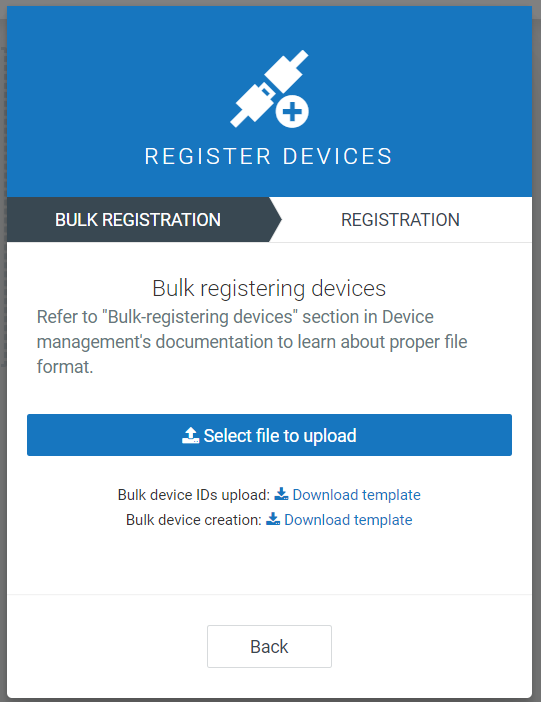 REGISTER DEVICES
BULK REGISTRATION
REGISTRATION
Bulk registering devices
Refer to "Bulk-registering devices" section in Device
management's documentation to learn about proper file
format.
Select file to upload
Bulk device IDs upload: Download template
Bulk device creation: Download template
Back